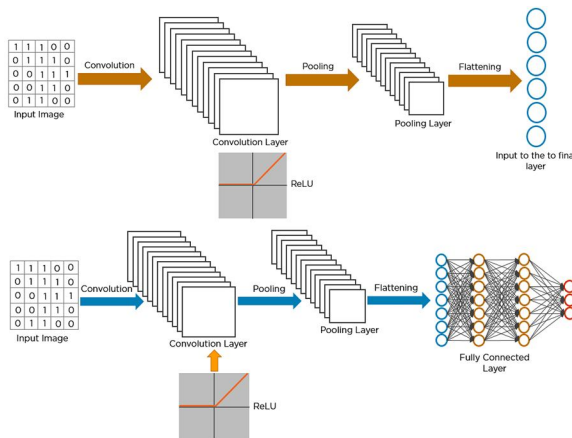 1 1 1 0 0
0 1 1 1 0
0 0 1 1 1
0 0 1 1 0
0 1 1 0 0
Input Image
Convolution
Convolution Layer
Pooling
Pooling Layer
Flattening
Input to the to final
layer
ReLU
1 1 1 0 0
0 1 1 1 0
0 0 1 1 1
0 0 1 1 0
0 1 1 0 0
Input Image
Convolution
Convolution Layer
Pooling
Pooling Layer
Flattening
Fully Connected
Layer
ReLU